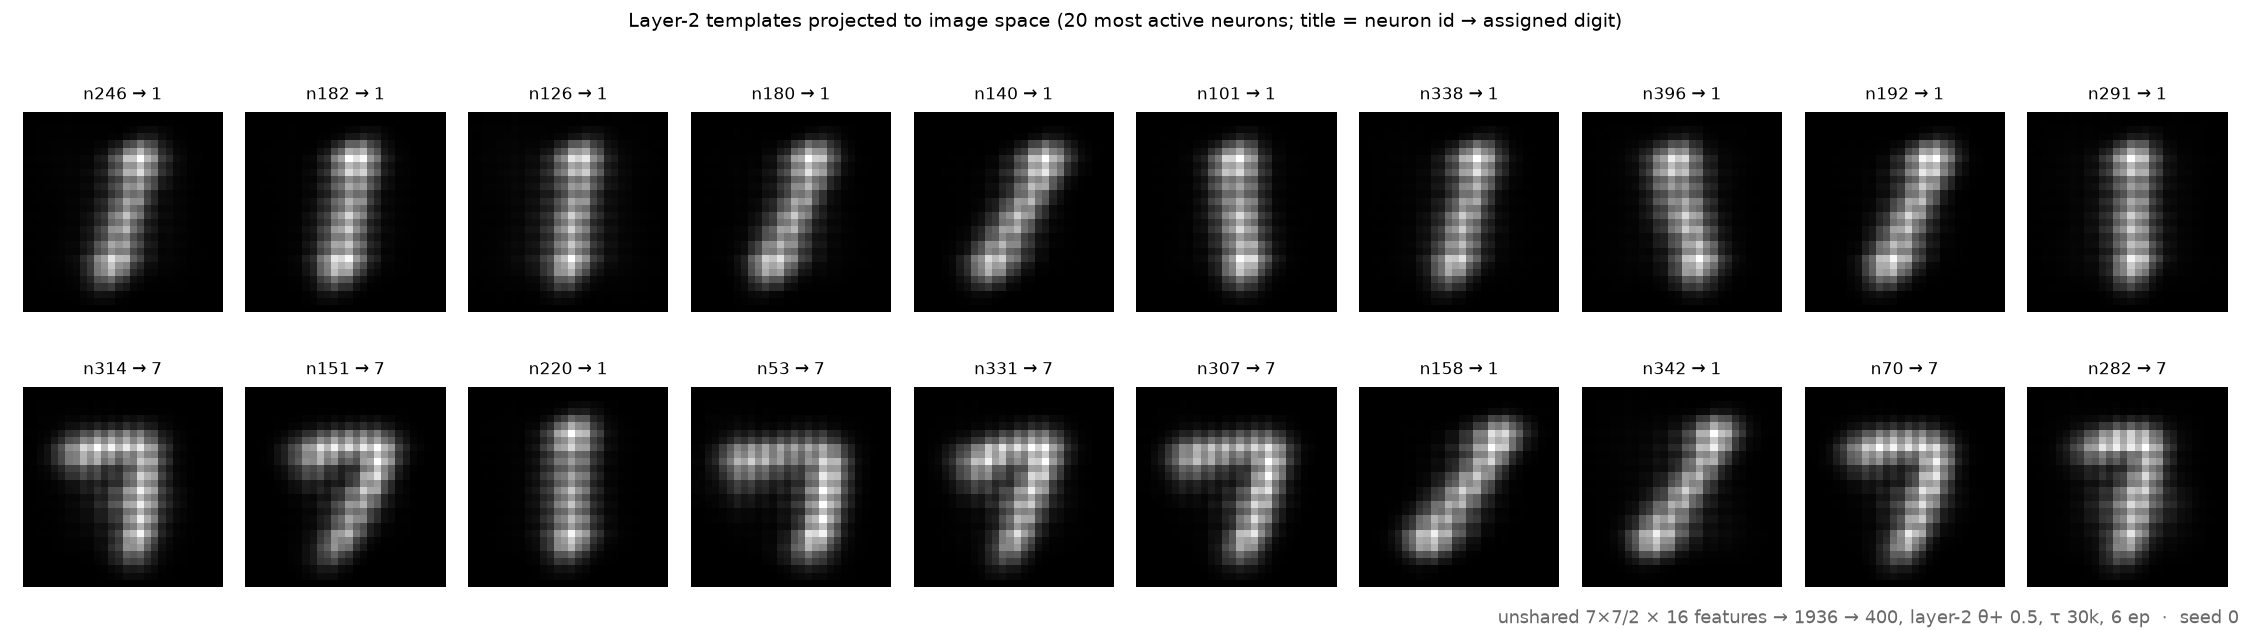 Layer-2 templates projected to image space (20 most active neurons; title = neuron id → assigned digit)
n246 → 1 n182 → 1 n126 → 1 n180 → 1 n140 → 1 n101 → 1 n338 → 1 n396 → 1 n192 → 1 n291 → 1
n314 → 7 n151 → 7 n220 → 1 n53 → 7 n331 → 7 n307 → 7 n158 → 1 n342 → 1 n70 → 7 n282 → 7
unshared 7×7/2 × 16 features → 1936 → 400, layer-2 θ+ 0.5, τ 30k, 6 ep · seed 0